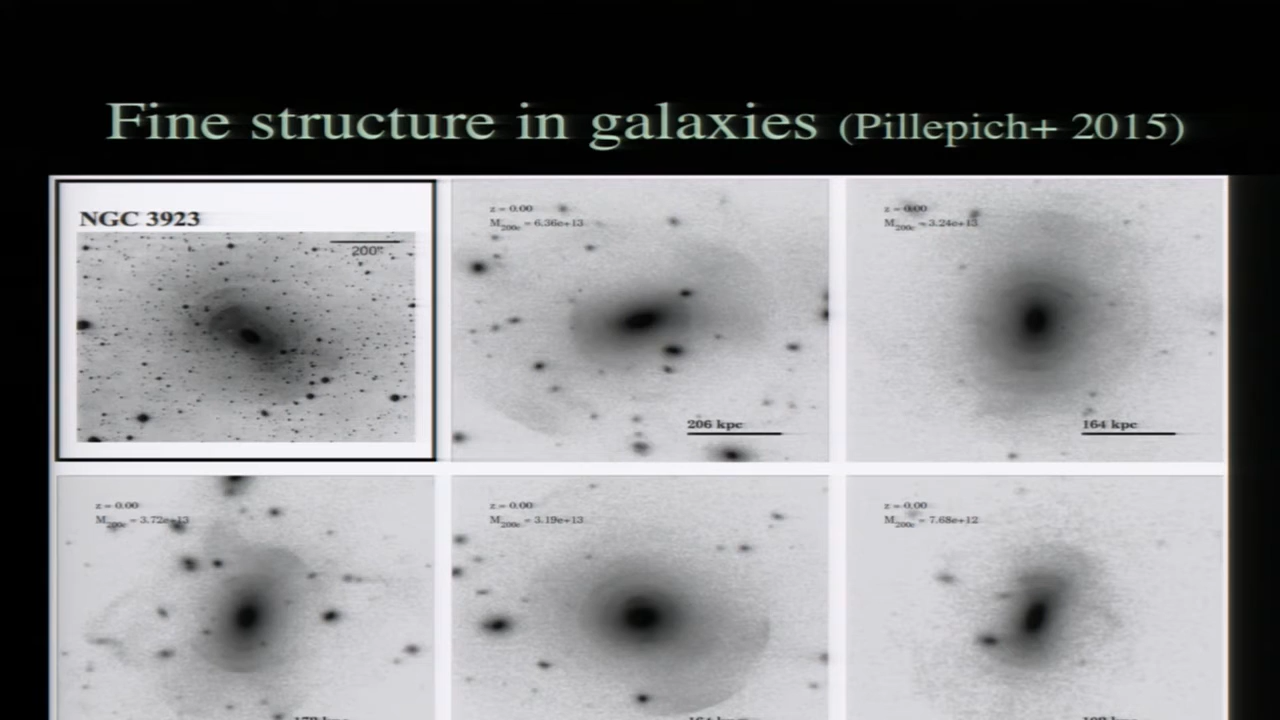 Fine structure in galaxies (Pillepich+ 2015)
NGC 3923
200"
z = 0.00
M200c = 6.36e+13
206 kpc
z = 0.00
M200c = 3.24e+13
164 kpc
z = 0.00
M200c = 3.72e+13
z = 0.00
M200c = 3.19e+13
z = 0.00
M200c = 7.68e+12